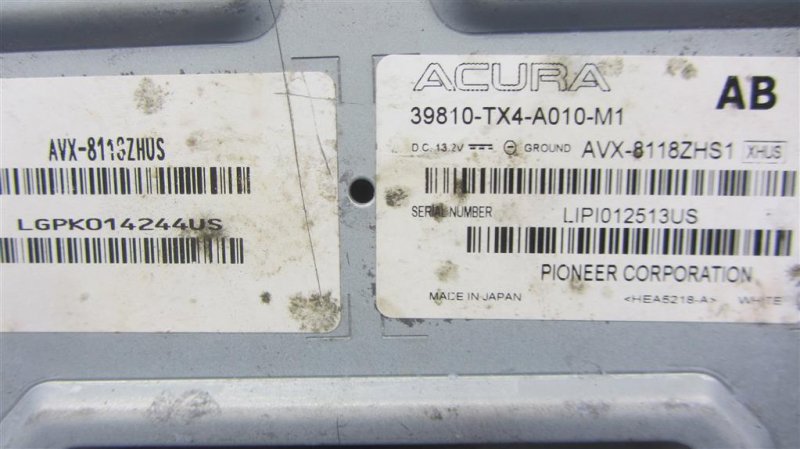 AVX-8118ZHUS
LGPK014244US
ACURA
AB
39810-TX4-A010-M1
D.C. 13.2V GROUND AVX-8118ZHS1 XHUS
SERIAL NUMBER LIPI012513US
PIONEER CORPORATION
MADE IN JAPAN <HEA5218-A> WHITE